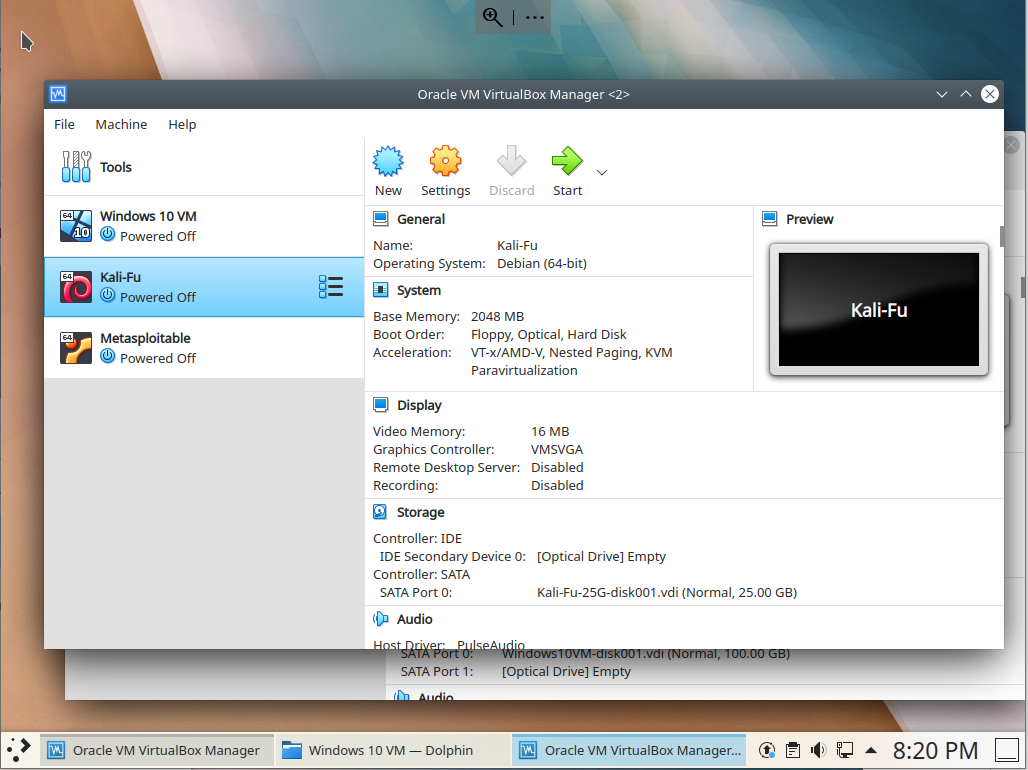 Oracle VM VirtualBox Manager <2>
File Machine Help
Tools
New Settings Discard Start
64 Windows 10 VM
10 Powered Off
64 Kali-Fu
Powered Off
64 Metasploitable
Powered Off
General
Name: Kali-Fu
Operating System: Debian (64-bit)
System
Base Memory: 2048 MB
Boot Order: Floppy, Optical, Hard Disk
Acceleration: VT-x/AMD-V, Nested Paging, KVM
Paravirtualization
Preview
Kali-Fu
Display
Video Memory: 16 MB
Graphics Controller: VMSVGA
Remote Desktop Server: Disabled
Recording: Disabled
Storage
Controller: IDE
IDE Secondary Device 0: [Optical Drive] Empty
Controller: SATA
SATA Port 0: Kali-Fu-25G-disk001.vdi (Normal, 25.00 GB)
Audio
Host Driver: PulseAudio
SATA Port 0: Windows10VM-disk001.vdi (Normal, 100.00 GB)
SATA Port 1: [Optical Drive] Empty
Audio
Oracle VM VirtualBox Manager Windows 10 VM — Dolphin Oracle VM VirtualBox Manager... 8:20 PM